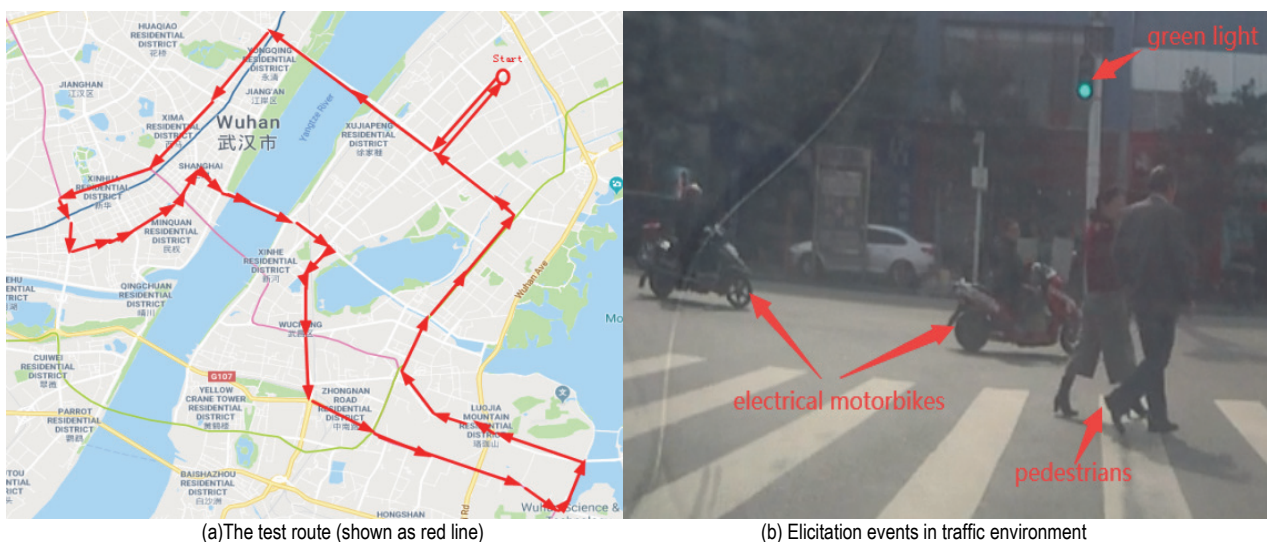 HUAQIAO
RESIDENTIAL
DISTRICT
花桥
YONGQING
RESIDENTIAL
DISTRICT
永清
JIANGHAN
江汉区
JIANG'AN
江岸区
Start
XIMA
RESIDENTIAL
DISTRICT
Wuhan
武汉市
Yangtze River
XUJIAPENG
RESIDENTIAL
DISTRICT
徐家棚
SHANGHAI
XINHUA
RESIDENTIAL
DISTRICT
新华
MINQUAN
RESIDENTIAL
DISTRICT
民权
XINHE
RESIDENTIAL
DISTRICT
新河
Wuhan Ave
QINGCHUAN
RESIDENTIAL
DISTRICT
晴川
WUCHANG
武昌区
CUIWEI
RESIDENTIAL
DISTRICT
翠微
G107
YELLOW
CRANE TOWER
RESIDENTIAL
DISTRICT
黄鹤楼
ZHONGNAN
ROAD
RESIDENTIAL
DISTRICT
中南路
LUOJIA
MOUNTAIN
RESIDENTIAL
DISTRICT
珞珈山
PARROT
RESIDENTIAL
DISTRICT
鹦鹉
BAISHAZHOU
RESIDENTIAL
DISTRICT
白沙洲
HONGSHAN
Rd
Wuhan
Science &
green light
electrical motorbikes
pedestrians
(a)The test route (shown as red line)
(b) Elicitation events in traffic environment